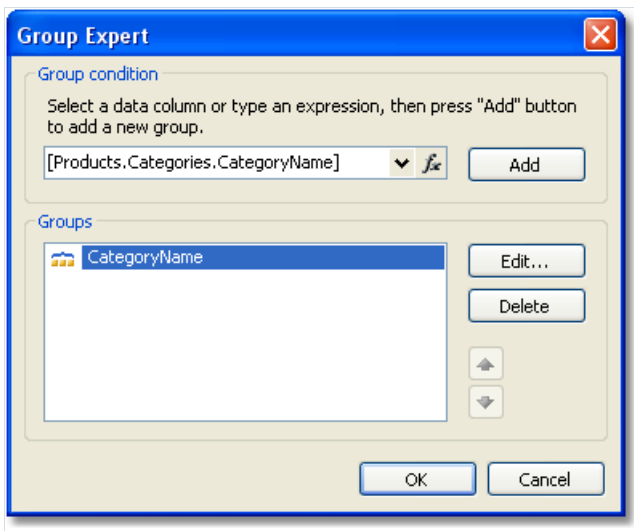 Group Expert
Group condition
Select a data column or type an expression, then press "Add" button
to add a new group.
[Products.Categories.CategoryName]
fx
Add
Groups
CategoryName
Edit...
Delete
OK
Cancel